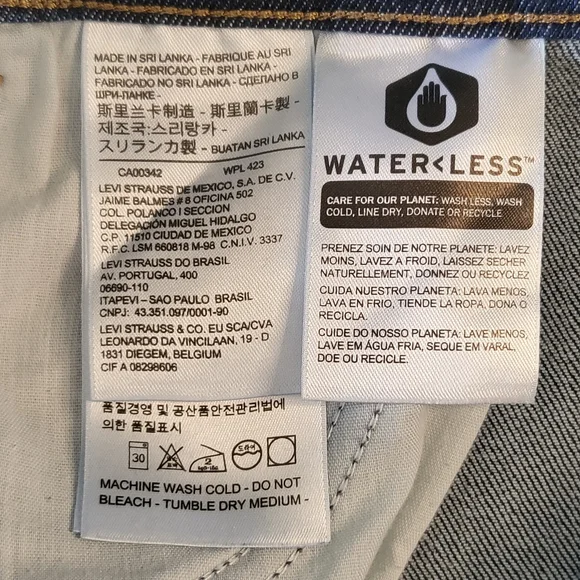 MADE IN SRI LANKA - FABRIQUE AU SRI
LANKA - FABRICADO EN SRI LANKA -
FABRICADO NO SRI LANKA - СДЕЛАНО В
ШРИ-ЛАНКЕ -
斯里兰卡制造 - 斯里蘭卡製 -
제조국:스리랑카 -
スリランカ製 - BUATAN SRI LANKA
CA00342 WPL 423
LEVI STRAUSS DE MEXICO, S.A. DE C.V.
JAIME BALMES # 8 OFICINA 502
COL. POLANCO I SECCION
DELEGACIÓN MIGUEL HIDALGO
C.P. 11510 CIUDAD DE MEXICO
R.F.C. LSM 660818 M-98 C.N.I.V. 3337
LEVI STRAUSS DO BRASIL
AV. PORTUGAL, 400
06690-110
ITAPEVI – SAO PAULO BRASIL
CNPJ: 43.351.097/0001-90
LEVI STRAUSS & CO. EU SCA/CVA
LEONARDO DA VINCILAAN. 19 - D
1831 DIEGEM, BELGIUM
CIF A 08298606
품질경영 및 공산품안전관리법에
의한 품질표시
30 2 드라이
MACHINE WASH COLD - DO NOT
BLEACH - TUMBLE DRY MEDIUM -
WATER<LESS™
CARE FOR OUR PLANET: WASH LESS, WASH
COLD, LINE DRY, DONATE OR RECYCLE
PRENEZ SOIN DE NOTRE PLANETE: LAVEZ
MOINS, LAVEZ A FROID, LAISSEZ SECHER
NATURELLEMENT, DONNEZ OU RECYCLEZ
CUIDA NUESTRO PLANETA: LAVA MENOS,
LAVA EN FRIO, TIENDE LA ROPA, DONA O
RECICLA.
CUIDE DO NOSSO PLANETA: LAVE MENOS,
LAVE EM ÁGUA FRIA, SEQUE EM VARAL,
DOE OU RECICLE.